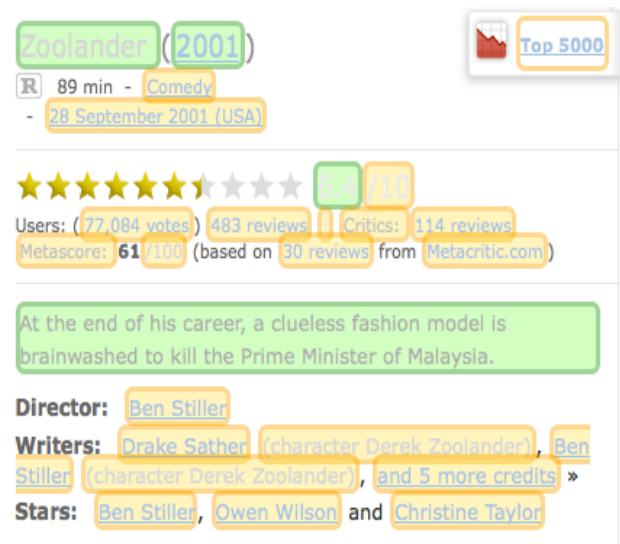 Zoolander (2001)
Top 5000
R 89 min - Comedy
- 28 September 2001 (USA)
6.4 /10
Users: (77,084 votes) 483 reviews Critics: 114 reviews
Metascore: 61/100 (based on 30 reviews from Metacritic.com)
At the end of his career, a clueless fashion model is
brainwashed to kill the Prime Minister of Malaysia.
Director: Ben Stiller
Writers: Drake Sather (character Derek Zoolander), Ben
Stiller (character Derek Zoolander), and 5 more credits »
Stars: Ben Stiller, Owen Wilson and Christine Taylor